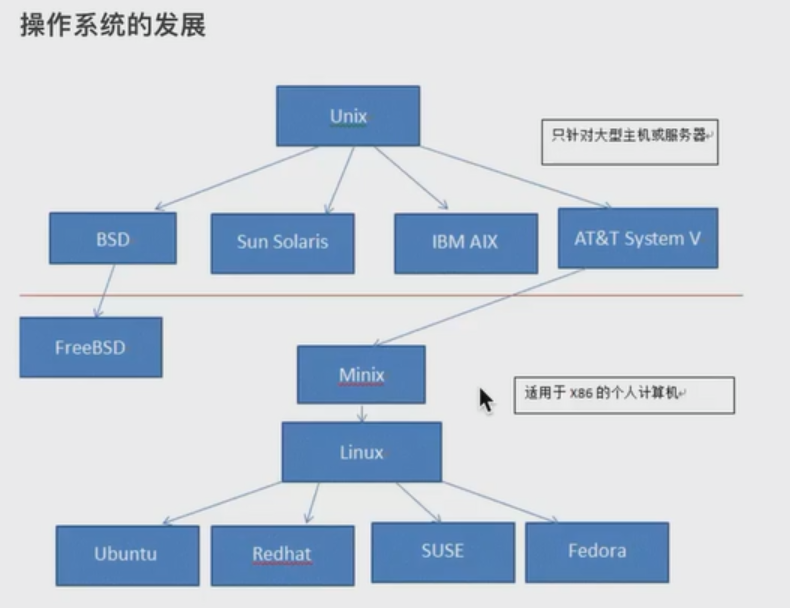 操作系统的发展
Unix
只针对大型主机或服务器
BSD
Sun Solaris
IBM AIX
AT&T System V
FreeBSD
Minix
适用于 X86 的个人计算机
Linux
Ubuntu
Redhat
SUSE
Fedora